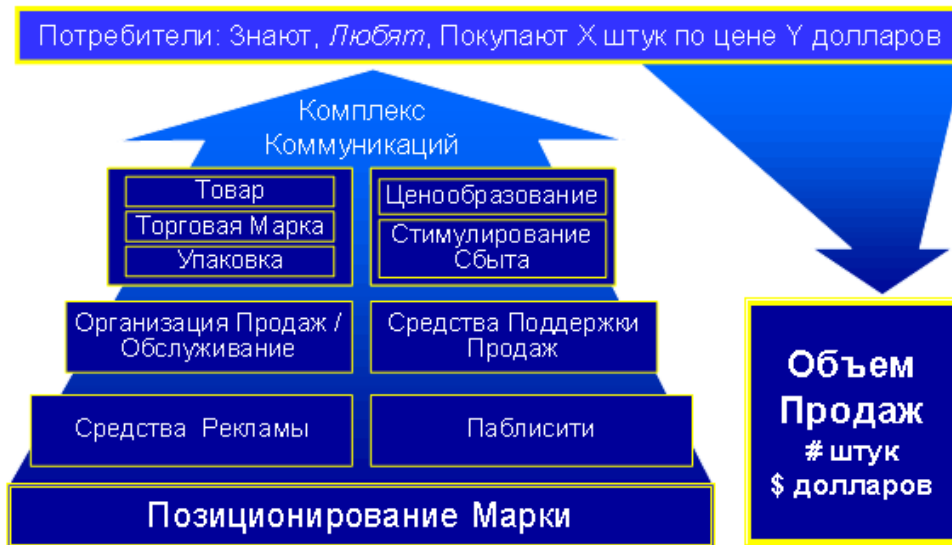 Потребители: Знают, Любят, Покупают X штук по цене Y долларов
Комплекс
Коммуникаций
Товар
Торговая Марка
Упаковка
Ценообразование
Стимулирование
Сбыта
Организация Продаж /
Обслуживание
Средства Поддержки
Продаж
Средства Рекламы
Паблисити
Позиционирование Марки
Объем
Продаж
# штук
$ долларов